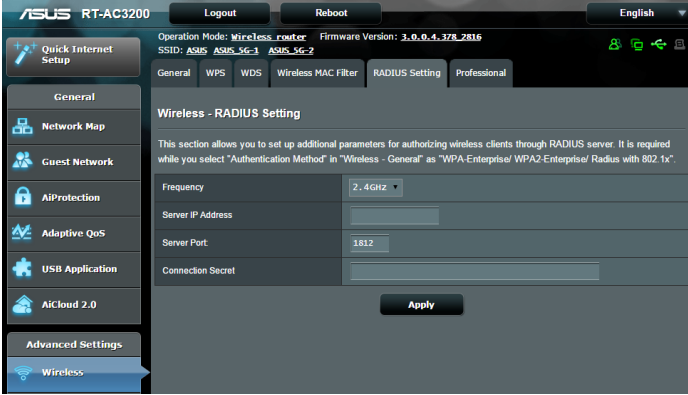 ASUS RT-AC3200 Logout Reboot English
Quick Internet Setup
Operation Mode: Wireless router Firmware Version: 3.0.0.4.378_2816
SSID: ASUS ASUS_5G-1 ASUS_5G-2
General WPS WDS Wireless MAC Filter RADIUS Setting Professional
General
Network Map
Guest Network
AiProtection
Adaptive QoS
USB Application
AiCloud 2.0
Advanced Settings
Wireless
Wireless - RADIUS Setting
This section allows you to set up additional parameters for authorizing wireless clients through RADIUS server. It is required
while you select "Authentication Method" in "Wireless - General" as "WPA-Enterprise/ WPA2-Enterprise/ Radius with 802.1x".
Frequency 2.4GHz
Server IP Address
Server Port: 1812
Connection Secret
Apply